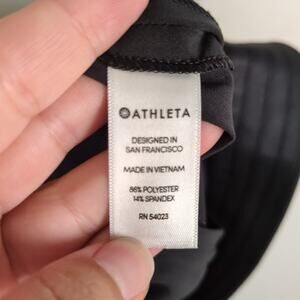 ATHLETA
DESIGNED IN
SAN FRANCISCO
MADE IN VIETNAM
86% POLYESTER
14% SPANDEX
RN 54023